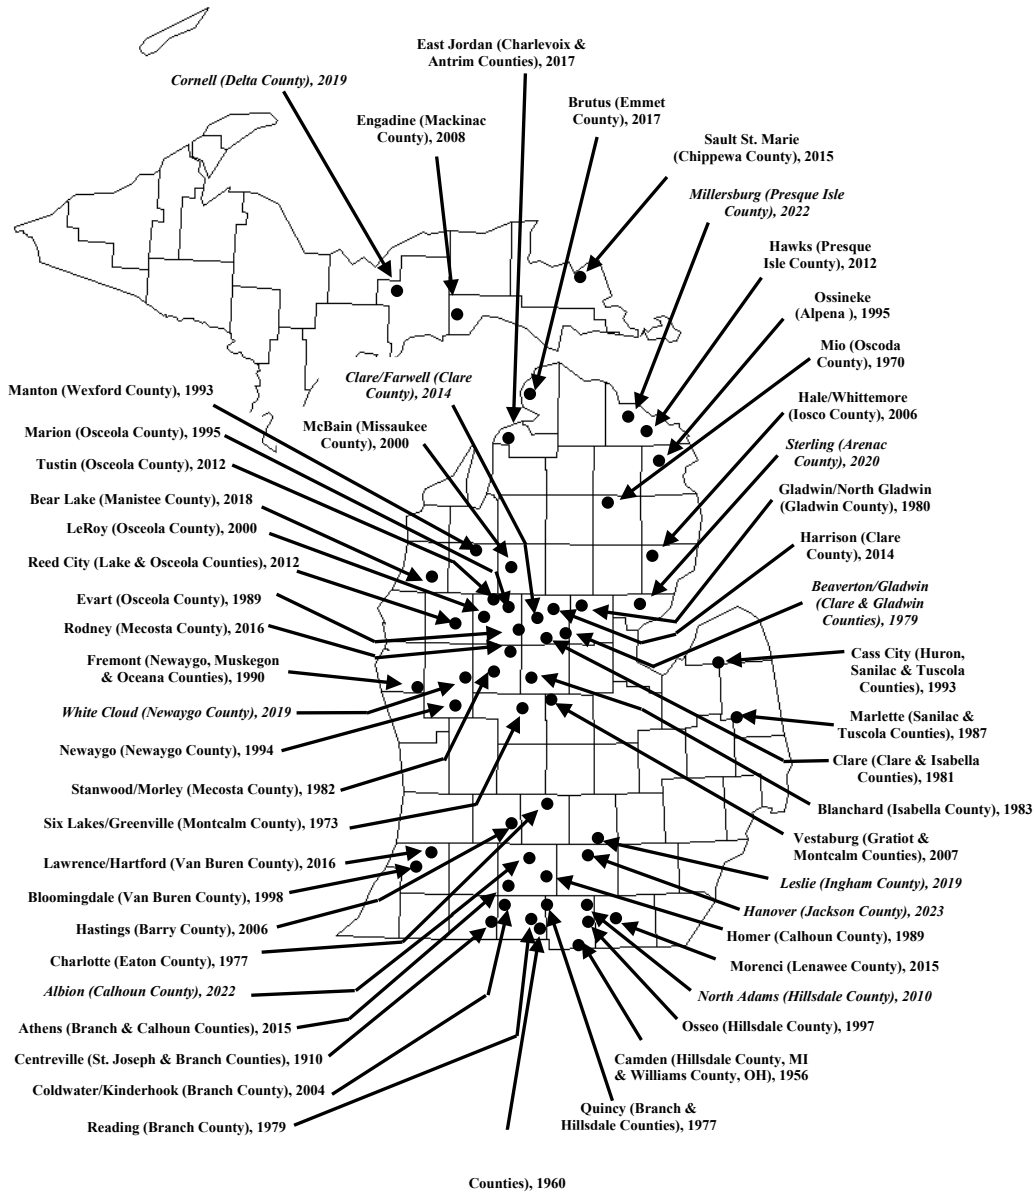 East Jordan (Charlevoix &
Antrim Counties), 2017
Cornell (Delta County), 2019
Brutus (Emmet
County), 2017
Engadine (Mackinac
County), 2008
Sault St. Marie
(Chippewa County), 2015
Millersburg (Presque Isle
County), 2022
Hawks (Presque
Isle County), 2012
Ossineke
(Alpena ), 1995
Mio (Oscoda
County), 1970
Clare/Farwell (Clare
County), 2014
Manton (Wexford County), 1993
Hale/Whittemore
(Iosco County), 2006
McBain (Missaukee
County), 2000
Marion (Osceola County), 1995
Sterling (Arenac
County), 2020
Tustin (Osceola County), 2012
Gladwin/North Gladwin
(Gladwin County), 1980
Bear Lake (Manistee County), 2018
LeRoy (Osceola County), 2000
Harrison (Clare
County), 2014
Reed City (Lake & Osceola Counties), 2012
Beaverton/Gladwin
(Clare & Gladwin
Counties), 1979
Evart (Osceola County), 1989
Rodney (Mecosta County), 2016
Cass City (Huron,
Sanilac & Tuscola
Counties), 1993
Fremont (Newaygo, Muskegon
& Oceana Counties), 1990
White Cloud (Newaygo County), 2019
Marlette (Sanilac &
Tuscola Counties), 1987
Newaygo (Newaygo County), 1994
Clare (Clare & Isabella
Counties), 1981
Stanwood/Morley (Mecosta County), 1982
Blanchard (Isabella County), 1983
Six Lakes/Greenville (Montcalm County), 1973
Vestaburg (Gratiot &
Montcalm Counties), 2007
Lawrence/Hartford (Van Buren County), 2016
Leslie (Ingham County), 2019
Bloomingdale (Van Buren County), 1998
Hanover (Jackson County), 2023
Hastings (Barry County), 2006
Homer (Calhoun County), 1989
Charlotte (Eaton County), 1977
Morenci (Lenawee County), 2015
Albion (Calhoun County), 2022
North Adams (Hillsdale County), 2010
Athens (Branch & Calhoun Counties), 2015
Osseo (Hillsdale County), 1997
Centreville (St. Joseph & Branch Counties), 1910
Camden (Hillsdale County, MI
& Williams County, OH), 1956
Coldwater/Kinderhook (Branch County), 2004
Quincy (Branch &
Hillsdale Counties), 1977
Reading (Branch County), 1979
Counties), 1960